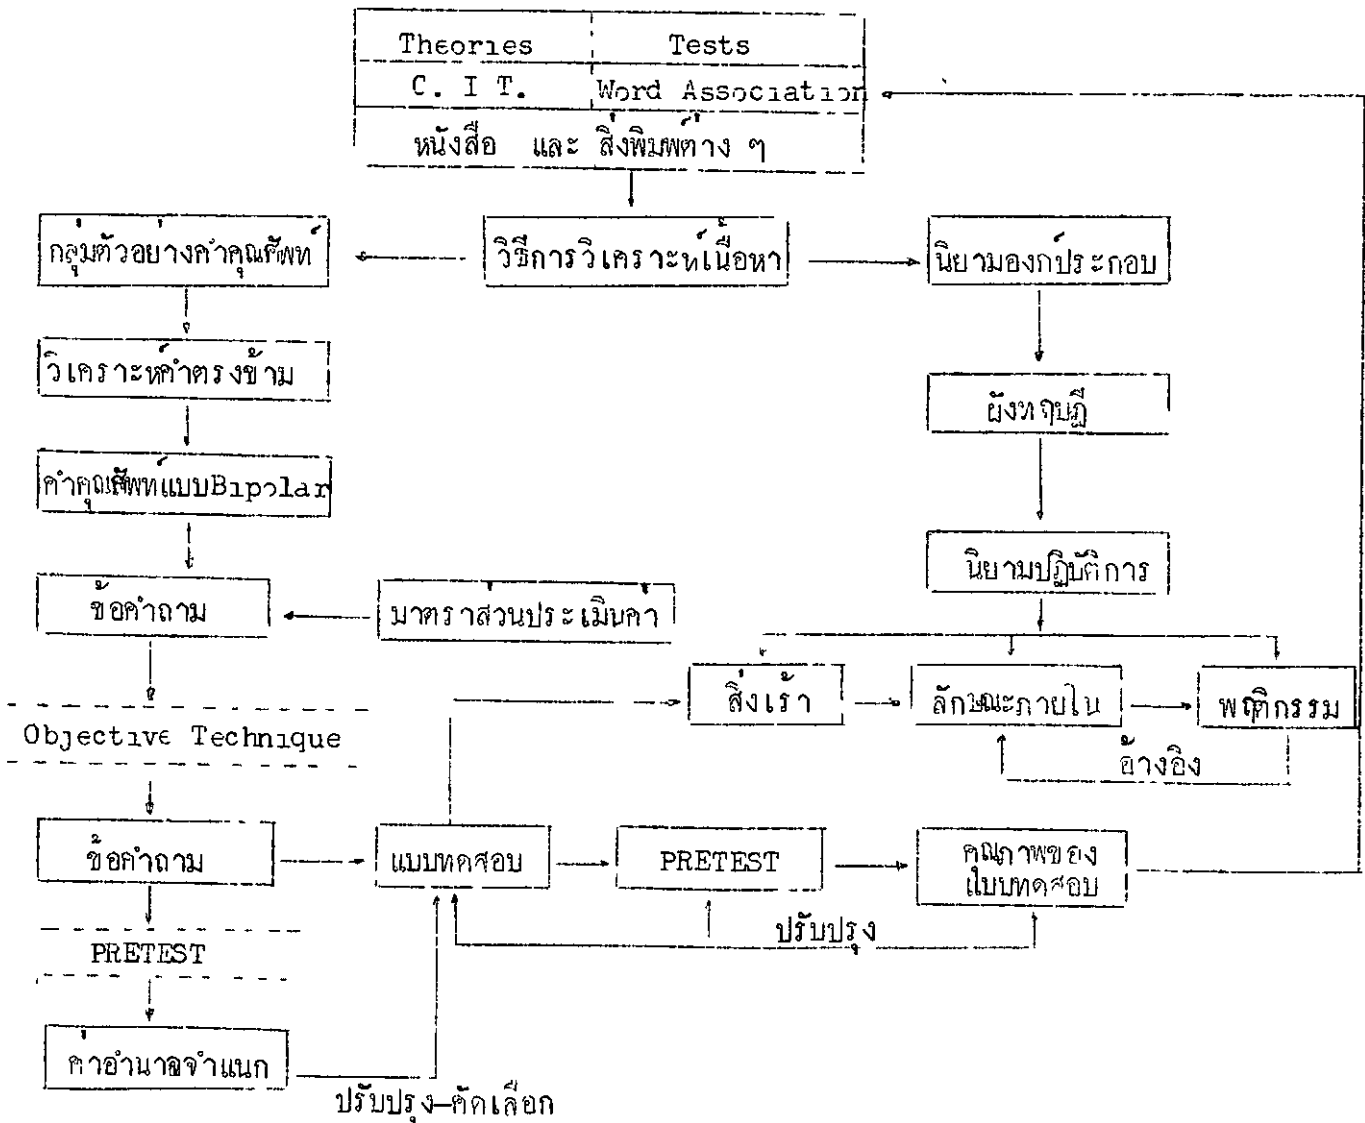 Theories Tests
C. I T. Word Association
หนังสือ และ สิ่งพิมพ์ต่าง ๆ
กลุ่มตัวอย่างคำคุณศัพท์ วิธีการวิเคราะห์เนื้อหา นิยามองค์ประกอบ
วิเคราะห์คำตรงข้าม
ผังทฤษฎี
คำคุณศัพท์แบบBipolar
นิยามปฏิบัติการ
ข้อคำถาม มาตราส่วนประเมินค่า
สิ่งเร้า ลักษณะภายใน พฤติกรรม
Objective Technique
อ้างอิง
ข้อคำถาม แบบทดสอบ PRETEST คุณภาพของ
แบบทดสอบ
ปรับปรุง
PRETEST
ค่าอำนาจจำแนก
ปรับปรุง-คัดเลือก